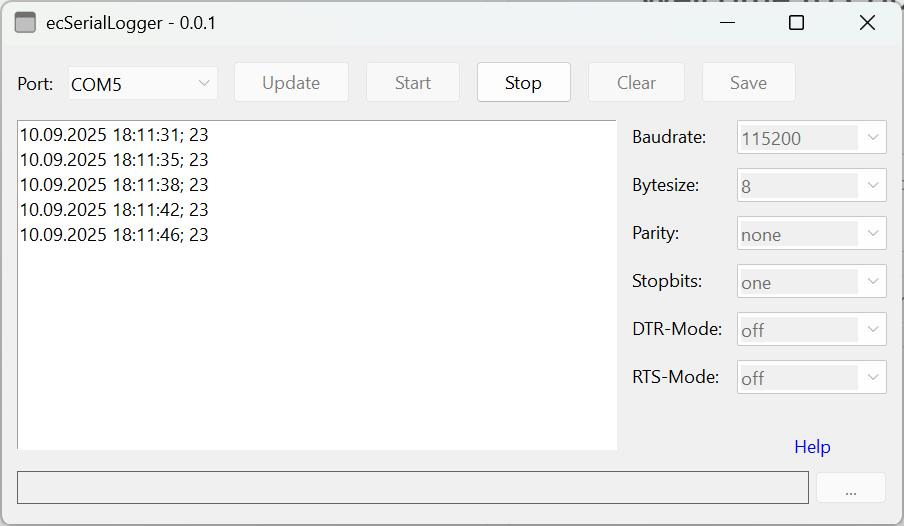 ecSerialLogger - 0.0.1
Port: COM5 Update Start Stop Clear Save
10.09.2025 18:11:31; 23
10.09.2025 18:11:35; 23
10.09.2025 18:11:38; 23
10.09.2025 18:11:42; 23
10.09.2025 18:11:46; 23
Baudrate: 115200
Bytesize: 8
Parity: none
Stopbits: one
DTR-Mode: off
RTS-Mode: off
Help
...